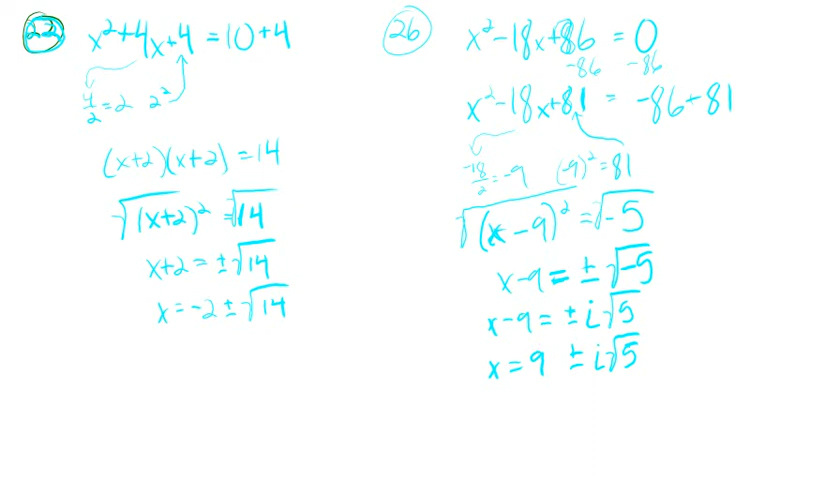 22
x²+4x+4 = 10+4
4/2 = 2 2²
(x+2)(x+2) = 14
√(x+2)² = √14
x+2 = ±√14
x = -2 ± √14
26
x²-18x+86 = 0
-86 -86
x²-18x+81 = -86+81
-18/2 = -9 (-9)² = 81
√(x-9)² = √-5
x-9 = ±√-5
x-9 = ±i√5
x = 9 ±i√5